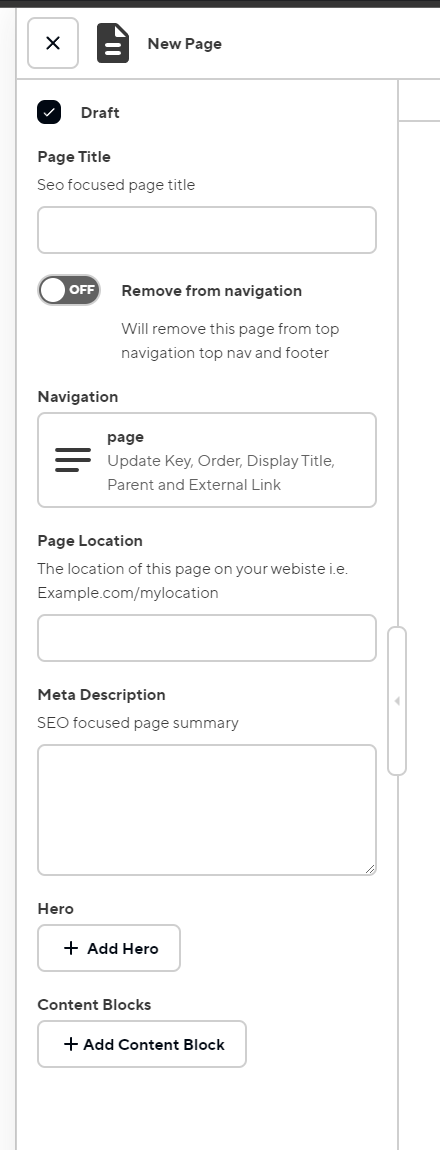 New Page
Draft
Page Title
Seo focused page title
OFF
Remove from navigation
Will remove this page from top
navigation top nav and footer
Navigation
page
Update Key, Order, Display Title,
Parent and External Link
Page Location
The location of this page on your webiste i.e.
Example.com/mylocation
Meta Description
SEO focused page summary
Hero
+ Add Hero
Content Blocks
+ Add Content Block